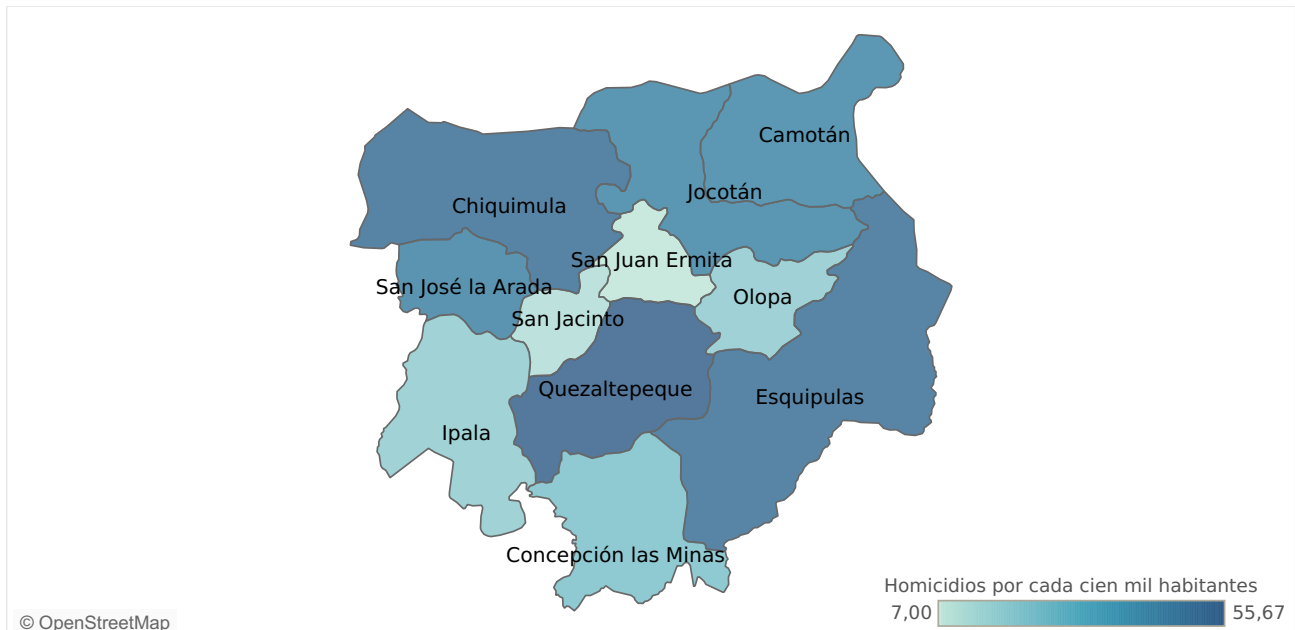 Camotán
Jocotán
Chiquimula
San Juan Ermita
San José la Arada
Olopa
San Jacinto
Quezaltepeque
Esquipulas
Ipala
Concepción las Minas
Homicidios por cada cien mil habitantes
7,00 55,67
© OpenStreetMap